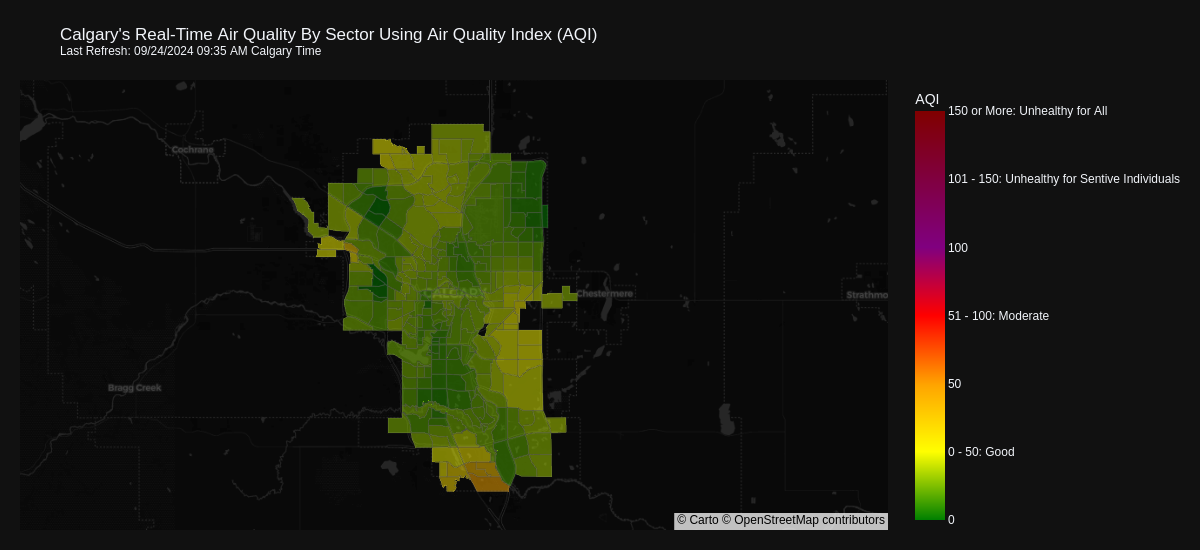 Calgary's Real-Time Air Quality By Sector Using Air Quality Index (AQI)
Last Refresh: 09/24/2024 09:35 AM Calgary Time
AQI
150 or More: Unhealthy for All
101 - 150: Unhealthy for Sentive Individuals
100
51 - 100: Moderate
50
0 - 50: Good
0
Cochrane
CALGARY
Chestermere
Strathmo
Bragg Creek
© Carto © OpenStreetMap contributors